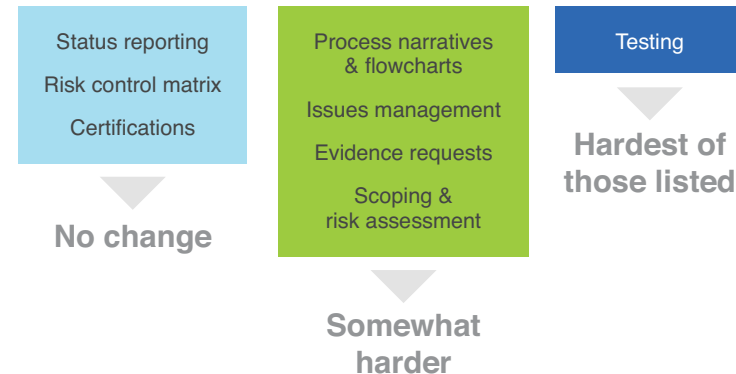 Status reporting
Risk control matrix
Certifications
No change
Process narratives
& flowcharts
Issues management
Evidence requests
Scoping &
risk assessment
Somewhat
harder
Testing
Hardest of
those listed